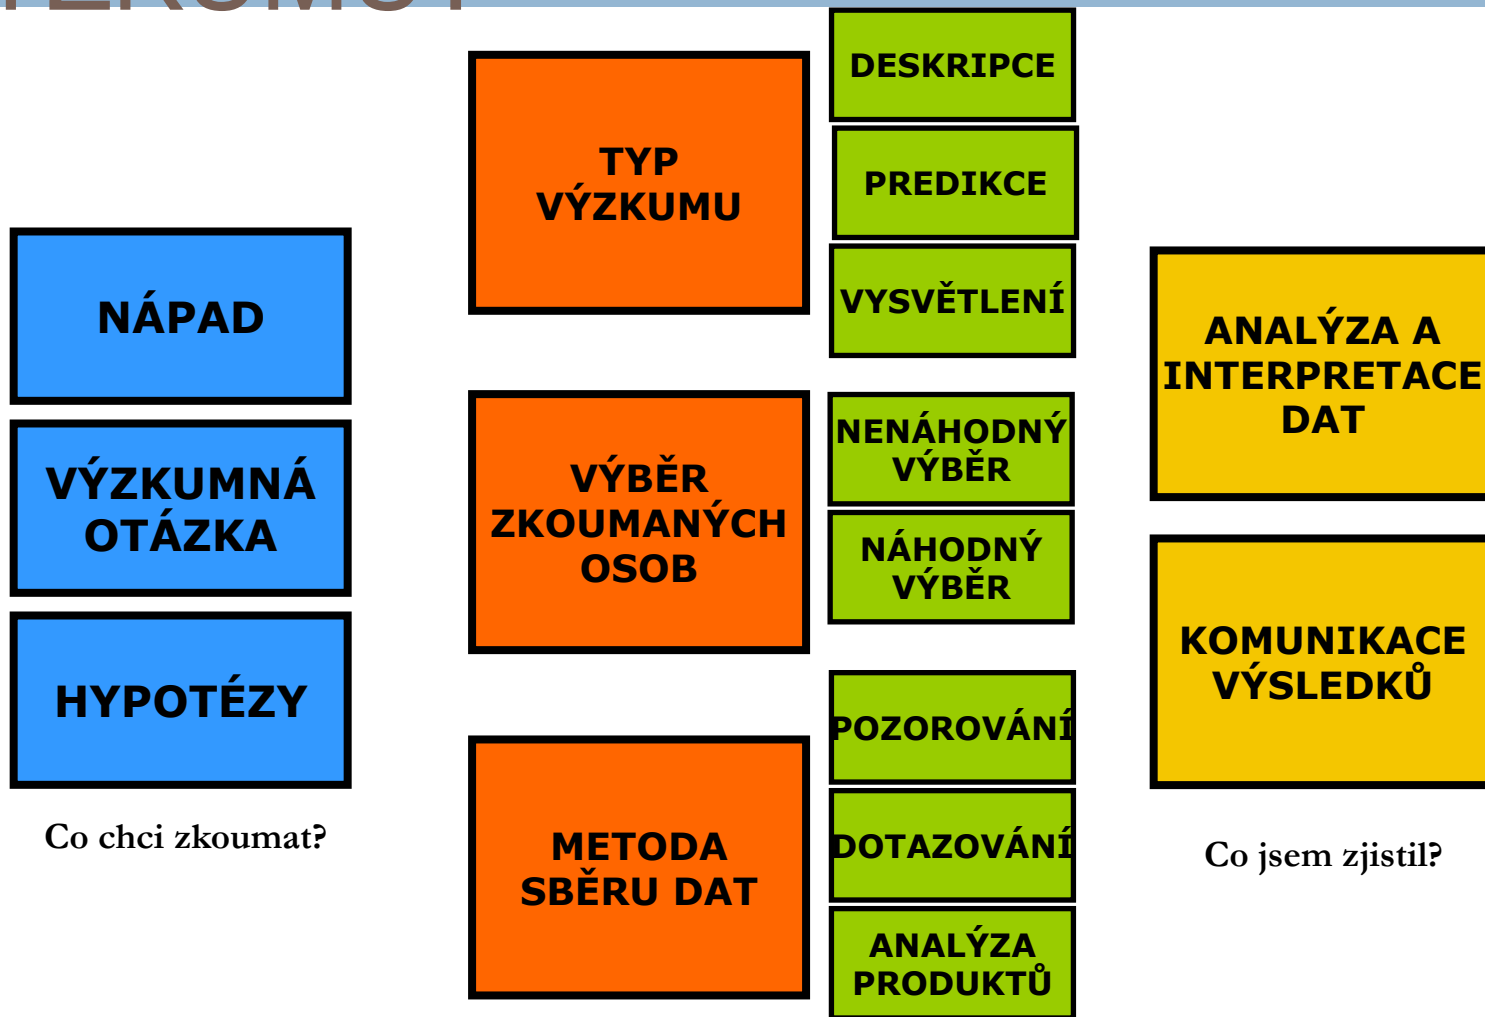 NÁPAD
VÝZKUMNÁ
OTÁZKA
HYPOTÉZY
Co chci zkoumat?
TYP
VÝZKUMU
DESKRIPCE
PREDIKCE
VYSVĚTLENÍ
VÝBĚR
ZKOUMANÝCH
OSOB
NENÁHODNÝ
VÝBĚR
NÁHODNÝ
VÝBĚR
METODA
SBĚRU DAT
POZOROVÁNÍ
DOTAZOVÁNÍ
ANALÝZA
PRODUKTŮ
ANALÝZA A
INTERPRETACE
DAT
KOMUNIKACE
VÝSLEDKŮ
Co jsem zjistil?